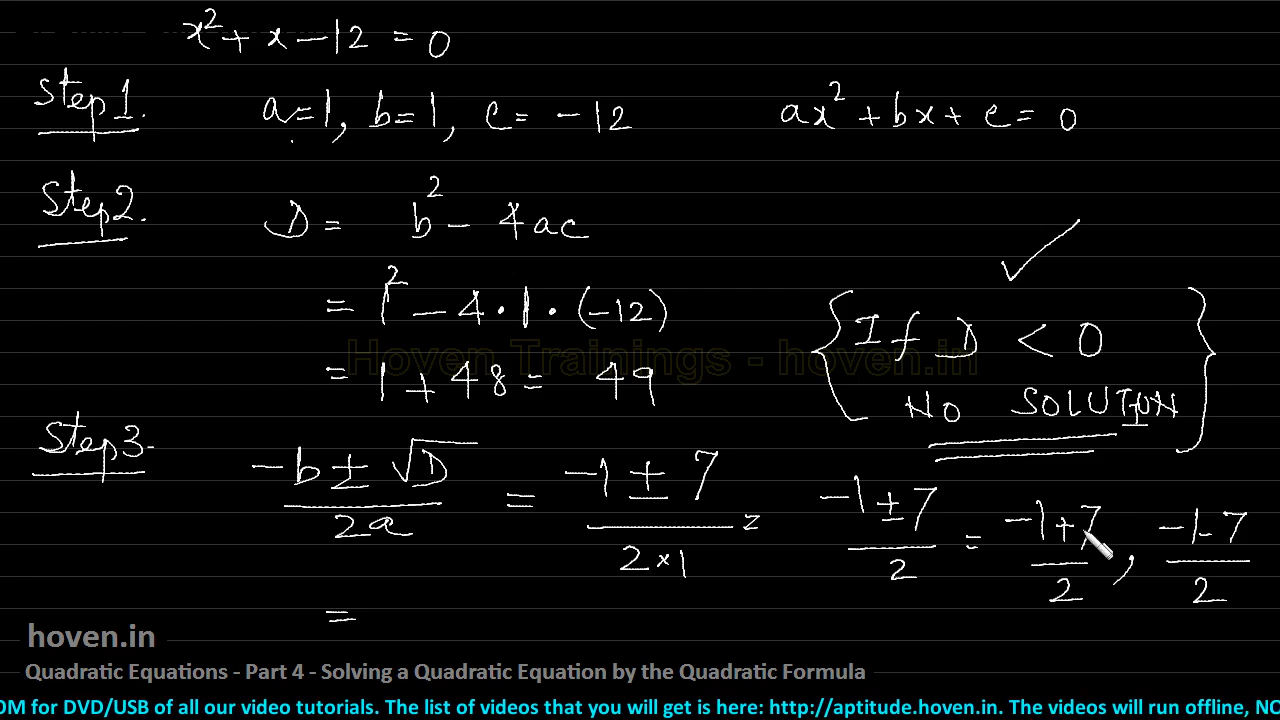 x² + x - 12 = 0
Step 1. a = 1, b = 1, c = -12 ax² + bx + c = 0
Step 2. D = b² - 4ac
= 1² - 4 · 1 · (-12)
{ If D < 0
Hoven Trainings - hoven.in
= 1 + 48 = 49
NO SOLUTION }
Step 3. (-b ± √D)/2a = (-1 ± 7)/(2 × 1) = (-1 ± 7)/2 = (-1 + 7)/2 , (-1 - 7)/2
=
hoven.in
Quadratic Equations - Part 4 - Solving a Quadratic Equation by the Quadratic Formula
OM for DVD/USB of all our video tutorials. The list of videos that you will get is here: http://aptitude.hoven.in. The videos will run offline, NO